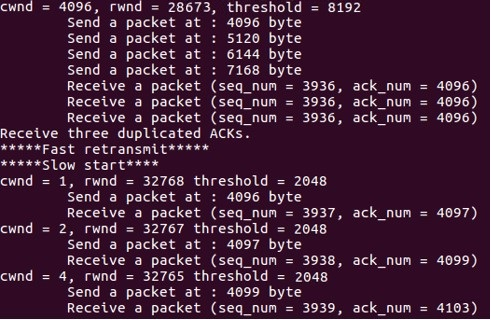 cwnd = 4096, rwnd = 28673, threshold = 8192
Send a packet at : 4096 byte
Send a packet at : 5120 byte
Send a packet at : 6144 byte
Send a packet at : 7168 byte
Receive a packet (seq_num = 3936, ack_num = 4096)
Receive a packet (seq_num = 3936, ack_num = 4096)
Receive a packet (seq_num = 3936, ack_num = 4096)
Receive three duplicated ACKs.
*****Fast retransmit*****
*****Slow start****
cwnd = 1, rwnd = 32768 threshold = 2048
Send a packet at : 4096 byte
Receive a packet (seq_num = 3937, ack_num = 4097)
cwnd = 2, rwnd = 32767 threshold = 2048
Send a packet at : 4097 byte
Receive a packet (seq_num = 3938, ack_num = 4099)
cwnd = 4, rwnd = 32765 threshold = 2048
Send a packet at : 4099 byte
Receive a packet (seq_num = 3939, ack_num = 4103)